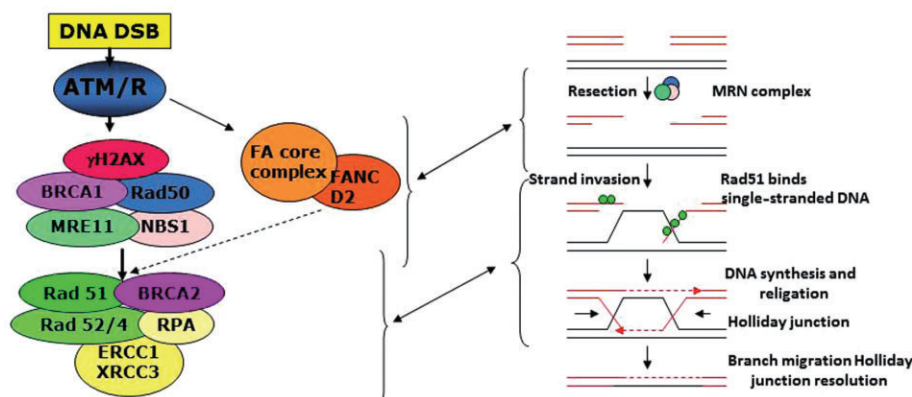 DNA DSB
ATM/R
γH2AX
BRCA1
Rad50
MRE11
NBS1
FA core
complex
FANC
D2
Rad 51
BRCA2
Rad 52/4
RPA
ERCC1
XRCC3
Resection
MRN complex
Strand invasion
Rad51 binds
single-stranded DNA
DNA synthesis and
religation
Holliday junction
Branch migration Holliday
junction resolution